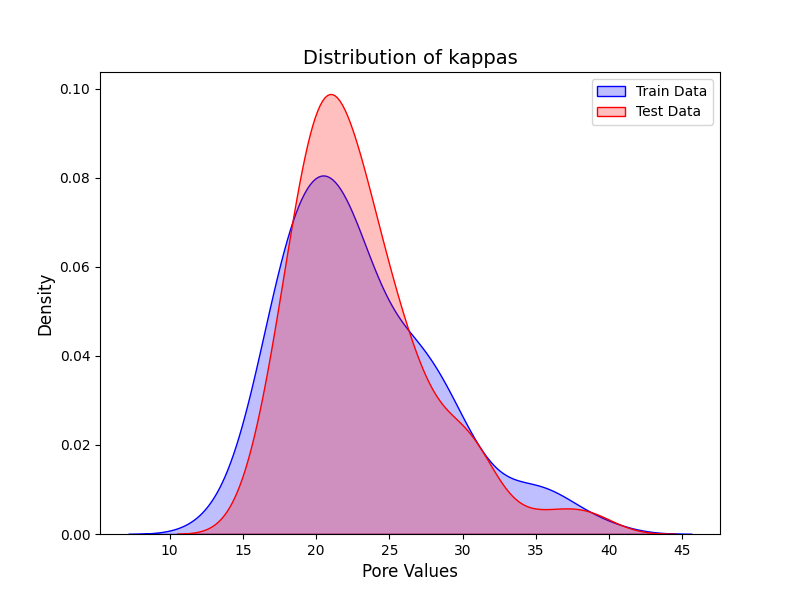 Distribution of kappas
Train Data
Test Data
0.10
0.08
0.06
0.04
0.02
0.00
Density
10 15 20 25 30 35 40 45
Pore Values